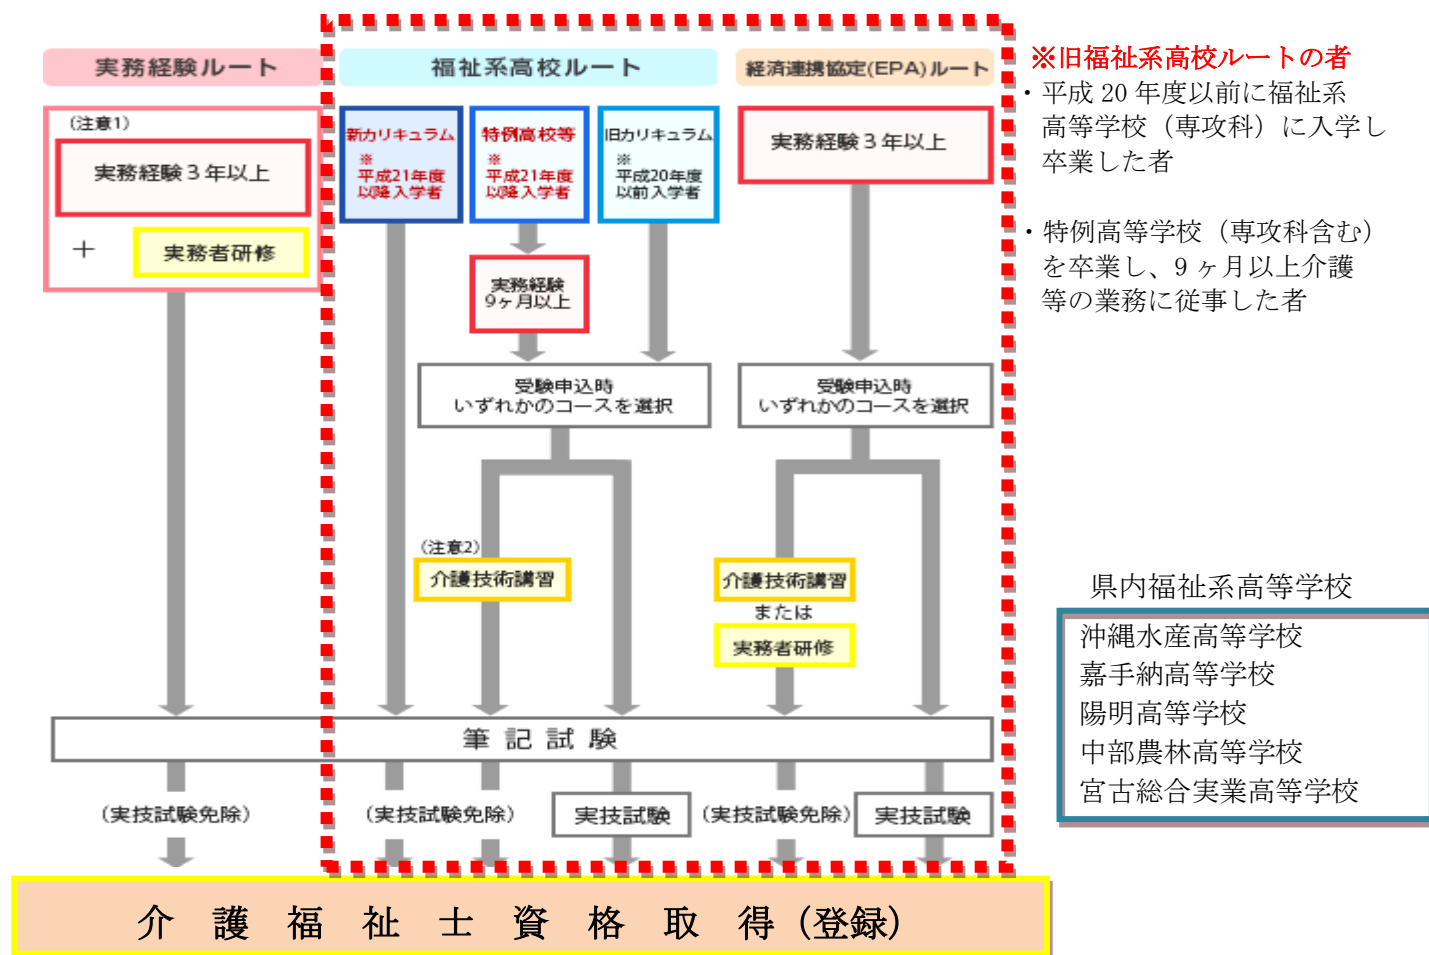 実務経験ルート
福祉系高校ルート
経済連携協定(EPA)ルート
(注意1)
実務経験3年以上
＋
実務者研修
新カリキュラム
※
平成21年度
以降入学者
特例高校等
※
平成21年度
以降入学者
旧カリキュラム
※
平成20年度
以前入学者
実務経験
9ヶ月以上
実務経験3年以上
受験申込時
いずれかのコースを選択
受験申込時
いずれかのコースを選択
(注意2)
介護技術講習
介護技術講習
または
実務者研修
筆記試験
(実技試験免除)
(実技試験免除)
実技試験
(実技試験免除)
実技試験
介護福祉士資格取得(登録)
※旧福祉系高校ルートの者
・平成 20 年度以前に福祉系
高等学校（専攻科）に入学し
卒業した者
・特例高等学校（専攻科含む）
を卒業し、9 ヶ月以上介護
等の業務に従事した者
県内福祉系高等学校
沖縄水産高等学校
嘉手納高等学校
陽明高等学校
中部農林高等学校
宮古総合実業高等学校